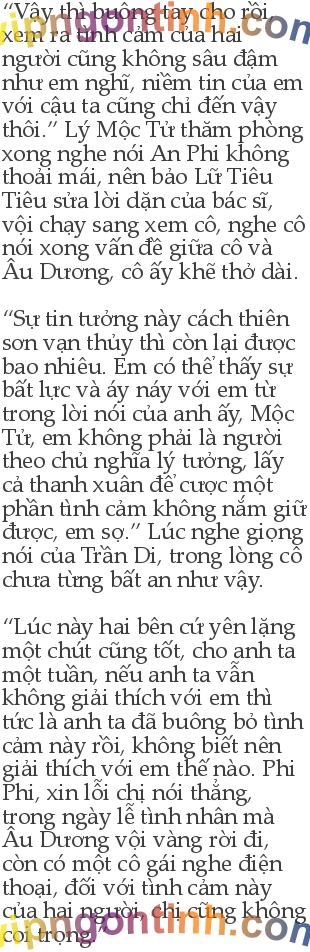 “Vậy thì buông tay cho rồi,
xem ra tình cảm của hai
người cũng không sâu đậm
như em nghĩ, niềm tin của em
với cậu ta cũng chỉ đến vậy
thôi.” Lý Mộc Tử thăm phòng
xong nghe nói An Phi không
thoải mái, nên bảo Lữ Tiêu
Tiêu sửa lời dặn của bác sĩ,
vội chạy sang xem cô, nghe cô
nói xong vấn đề giữa cô và
Âu Dương, cô ấy khẽ thở dài.
“Sự tin tưởng này cách thiên
sơn vạn thủy thì còn lại được
bao nhiêu. Em có thể thấy sự
bất lực và áy náy với em từ
trong lời nói của anh ấy, Mộc
Tử, em không phải là người
theo chủ nghĩa lý tưởng, lấy
cả thanh xuân để cược một
phần tình cảm không nắm giữ
được, em sợ.” Lúc nghe giọng
nói của Trần Di, trong lòng cô
chưa từng bất an như vậy.
“Lúc này hai bên cứ yên lặng
một chút cũng tốt, cho anh ta
một tuần, nếu anh ta vẫn
không giải thích với em thì
tức là anh ta đã buông bỏ tình
cảm này rồi, không biết nên
giải thích với em thế nào. Phi
Phi, xin lỗi chị nói thẳng,
trong ngày lễ tình nhân mà
Âu Dương vội vàng rời đi,
còn có một cô gái nghe điện
thoại, đối với tình cảm này
của hai người, chị cũng không
coi trọng.”
vipngontinh.com
vipngontinh.com